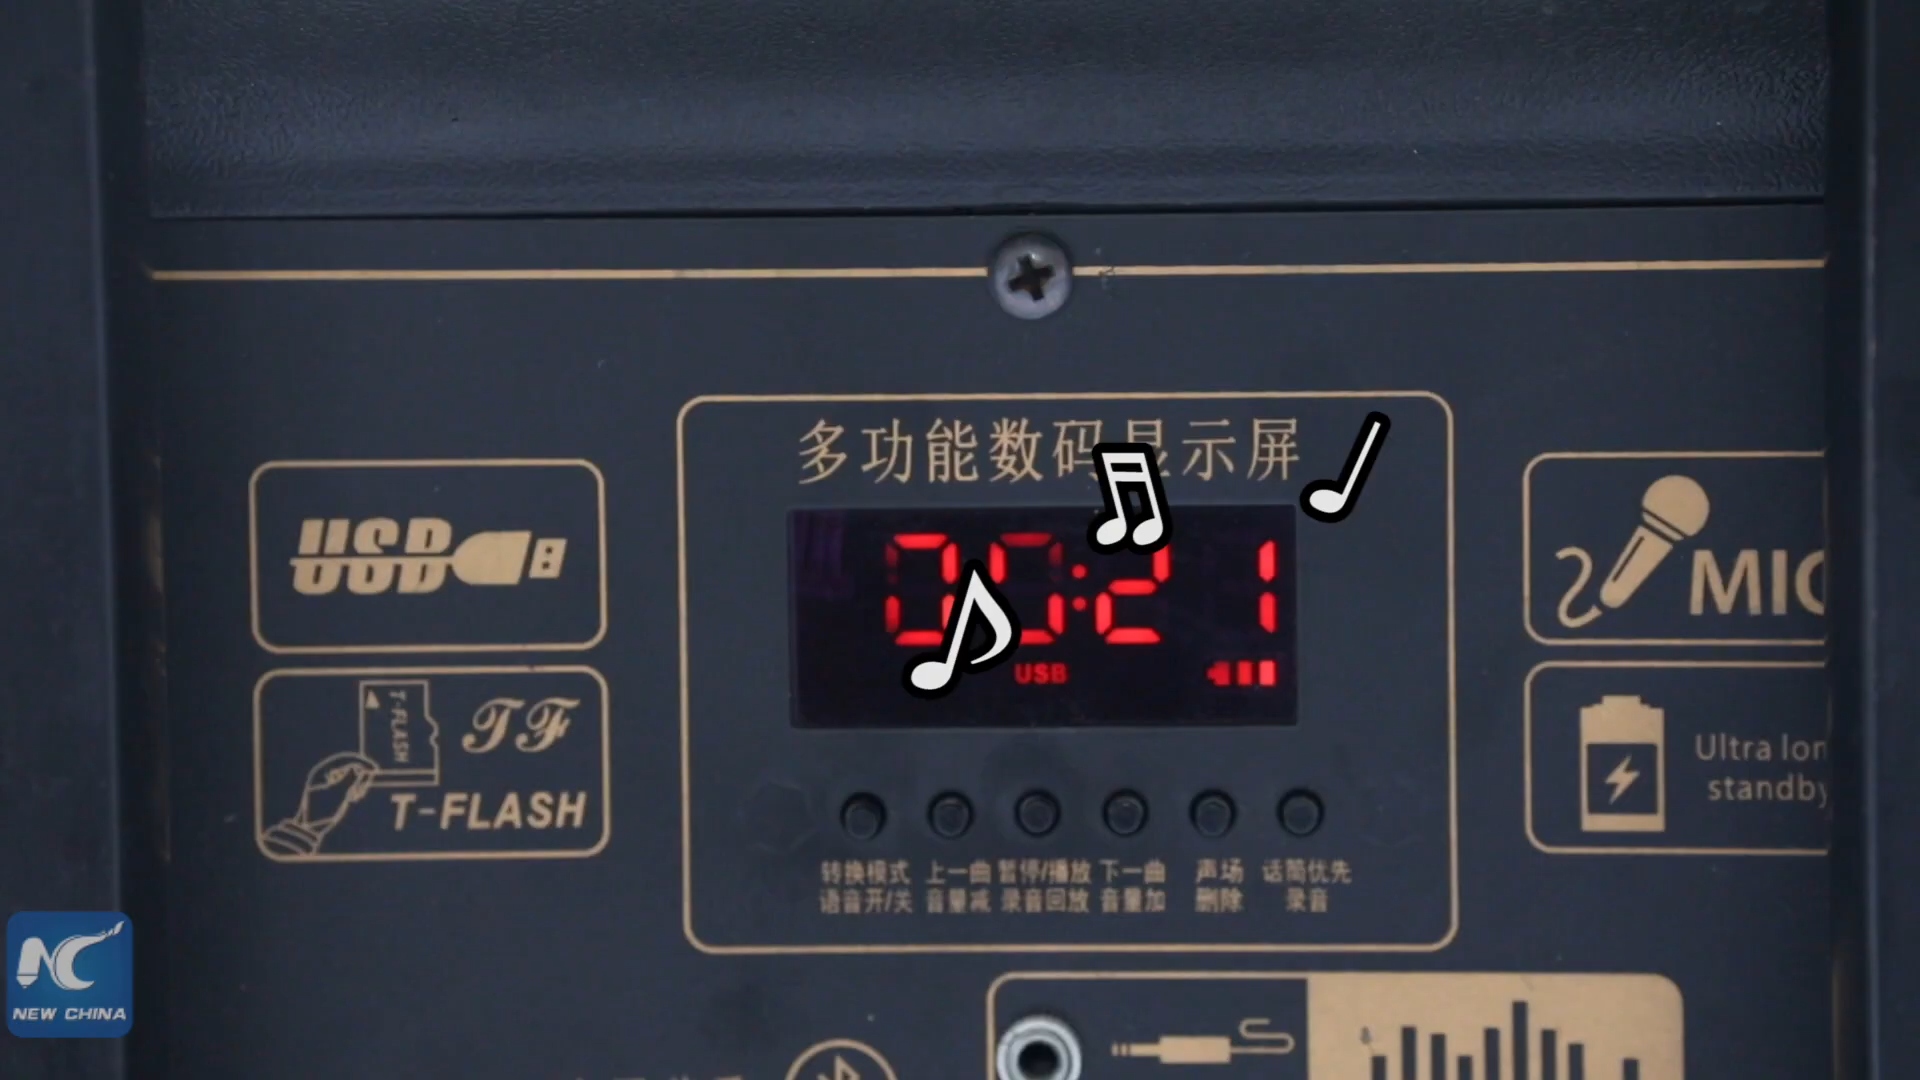 多功能数码显示屏
USB
00:21
USB
MIC
T-FLASH
TF
T-FLASH
Ultra lon
standby
转换模式 上一曲 暂停/播放 下一曲 声场 话筒优先
语音开/关 音量减 录音回放 音量加 删除 录音
NEW CHINA